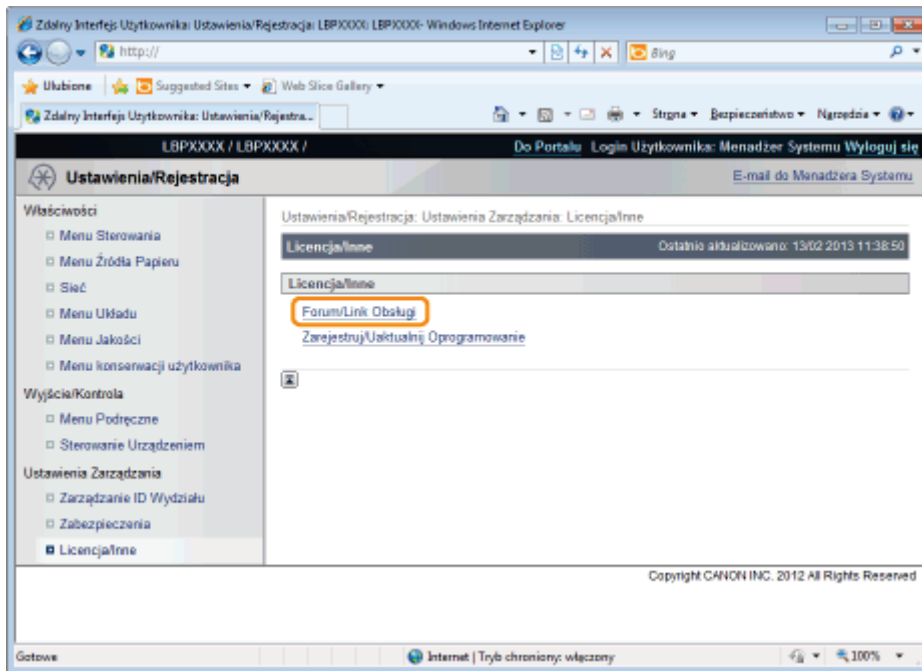 Zdalny Interfejs Użytkownika: Ustawienia/Rejestracja: LBPXXXX: LBPXXXX- Windows Internet Explorer
http://
Bing
Ulubione Suggested Sites Web Slice Gallery
Zdalny Interfejs Użytkownika: Ustawienia/Rejestra... Strona Bezpieczeństwo Narzędzia
LBPXXXX / LBPXXXX / Do Portalu Login Użytkownika: Menadżer Systemu Wyloguj się
Ustawienia/Rejestracja E-mail do Menadżera Systemu
Właściwości
Menu Sterowania
Menu Źródła Papieru
Sieć
Menu Układu
Menu Jakości
Menu konserwacji użytkownika
Wyjście/Kontrola
Menu Podręczne
Sterowanie Urządzeniem
Ustawienia Zarządzania
Zarządzanie ID Wydziału
Zabezpieczenia
Licencja/Inne
Ustawienia/Rejestracja: Ustawienia Zarządzania: Licencja/Inne
Licencja/Inne Ostatnio aktualizowano: 13/02 2013 11:38:50
Licencja/Inne
Forum/Link Obsługi
Zarejestruj/Uaktualnij Oprogramowanie
Copyright CANON INC. 2012 All Rights Reserved
Gotowe Internet | Tryb chroniony: włączony 100%